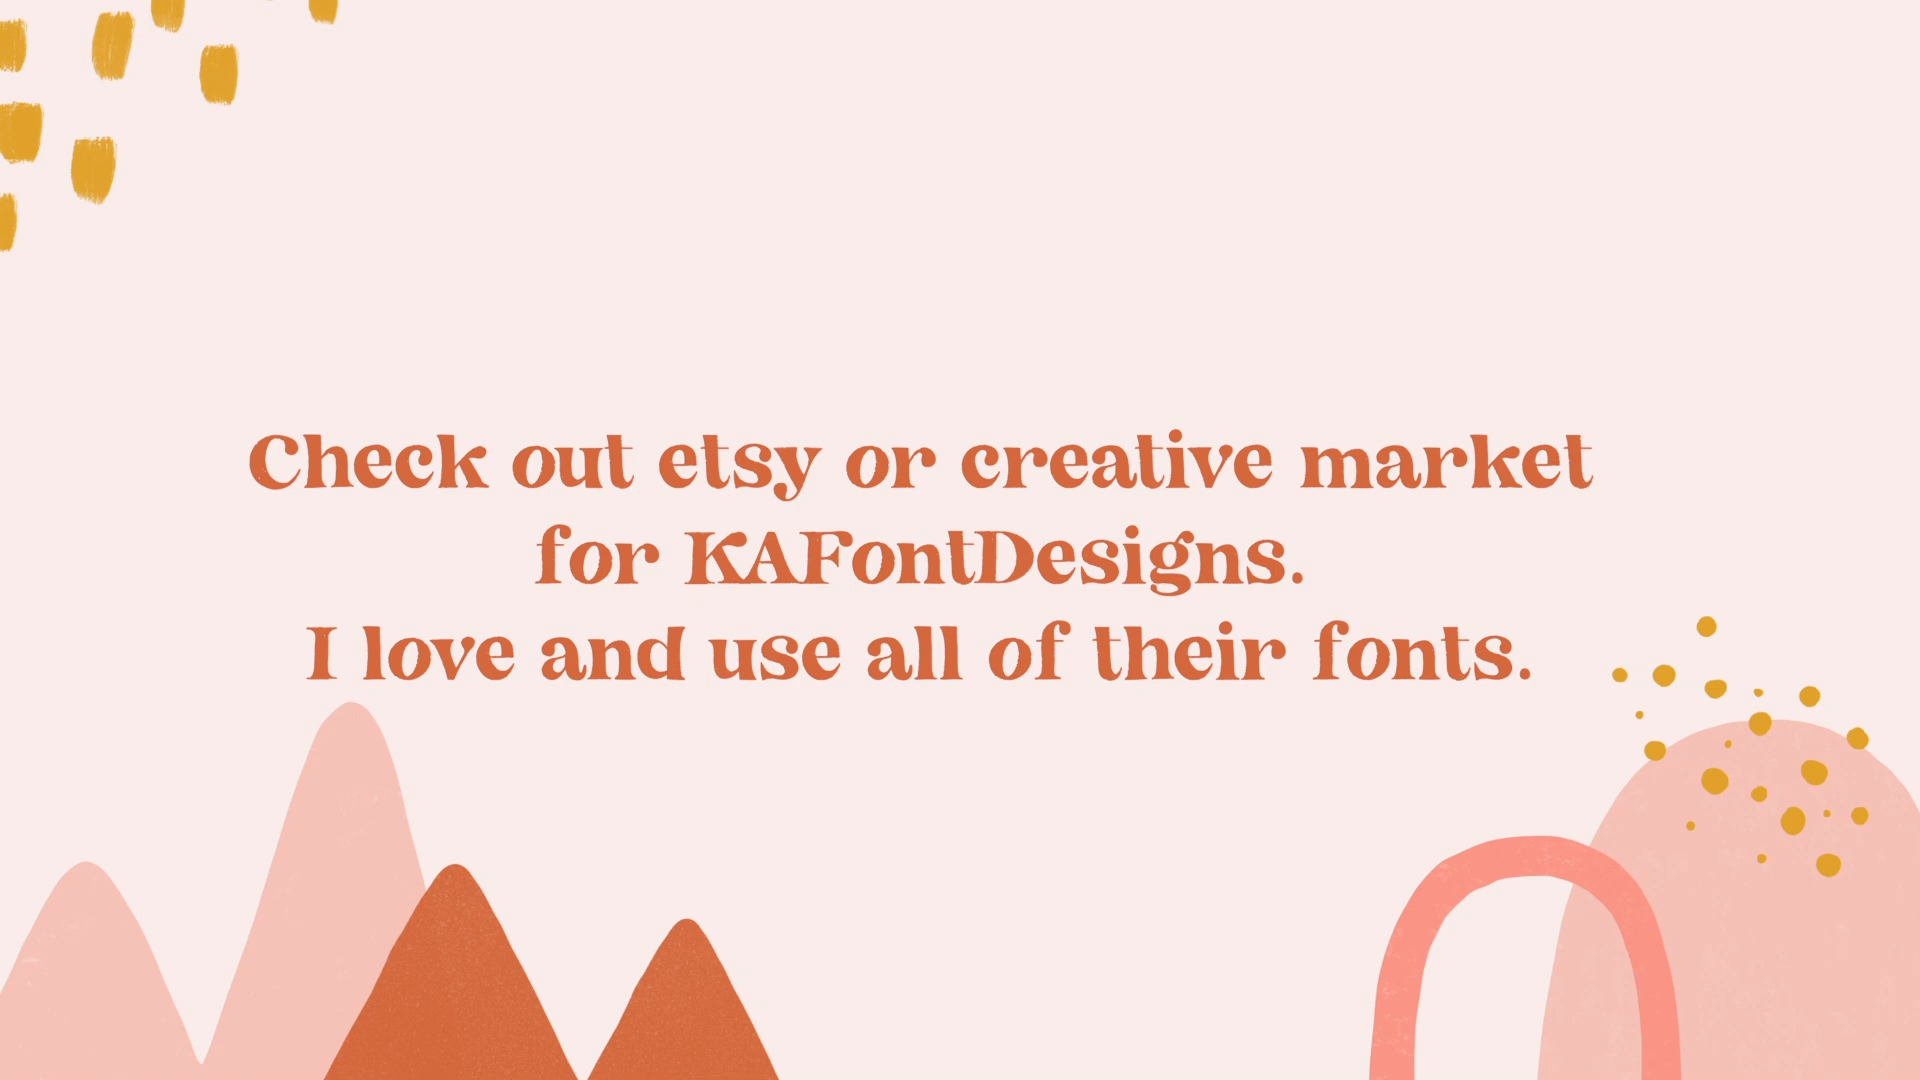 Check out etsy or creative market
for KAFontDesigns.
I love and use all of their fonts.